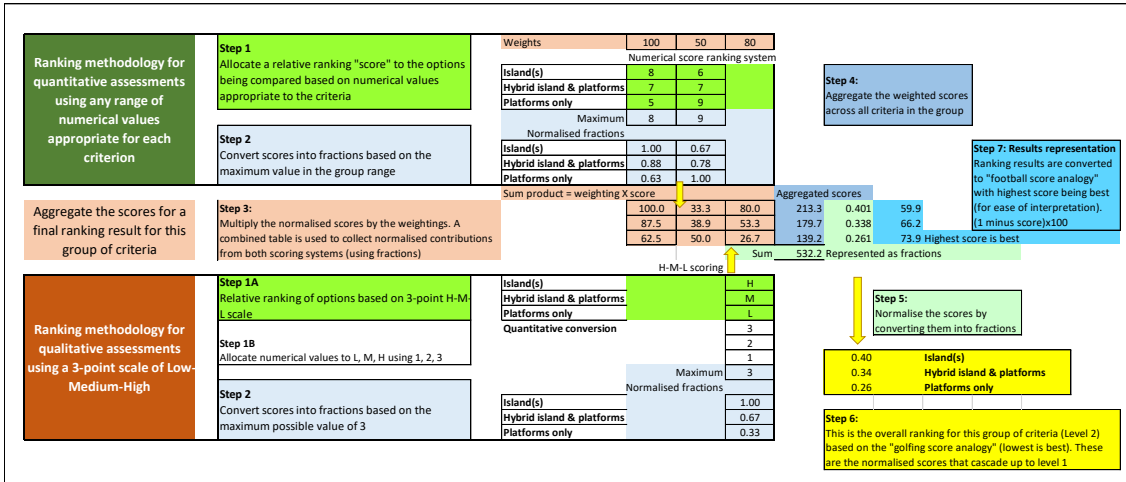 Ranking methodology for
quantitative assessments
using any range of
numerical values
appropriate for each
criterion
Step 1
Allocate a relative ranking "score" to the options
being compared based on numerical values
appropriate to the criteria
Step 2
Convert scores into fractions based on the
maximum value in the group range
Weights 100 50 80
Numerical score ranking system
Island(s) 8 6
Hybrid island & platforms 7 7
Platforms only 5 9
Maximum 8 9
Normalised fractions
Island(s) 1.00 0.67
Hybrid island & platforms 0.88 0.78
Platforms only 0.63 1.00
Step 4:
Aggregate the weighted scores
across all criteria in the group
Step 7: Results representation
Ranking results are converted
to "football score analogy"
with highest score being best
(for ease of interpretation).
(1 minus score)x100
Aggregate the scores for a
final ranking result for this
group of criteria
Step 3:
Multiply the normalised scores by the weightings. A
combined table is used to collect normalised contributions
from both scoring systems (using fractions)
Sum product = weighting X score Aggregated scores
100.0 33.3 80.0 213.3 0.401 59.9
87.5 38.9 53.3 179.7 0.338 66.2
62.5 50.0 26.7 139.2 0.261 73.9 Highest score is best
Sum 532.2 Represented as fractions
H-M-L scoring
Ranking methodology for
qualitative assessments
using a 3-point scale of Low-
Medium-High
Step 1A
Relative ranking of options based on 3-point H-M-
L scale
Step 1B
Allocate numerical values to L, M, H using 1, 2, 3
Step 2
Convert scores into fractions based on the
maximum possible value of 3
Island(s) H
Hybrid island & platforms M
Platforms only L
Quantitative conversion 3
2
1
Maximum 3
Normalised fractions
Island(s) 1.00
Hybrid island & platforms 0.67
Platforms only 0.33
Step 5:
Normalise the scores by
converting them into fractions
0.40 Island(s)
0.34 Hybrid island & platforms
0.26 Platforms only
Step 6:
This is the overall ranking for this group of criteria (Level 2)
based on the "golfing score analogy" (lowest is best). These
are the normalised scores that cascade up to level 1